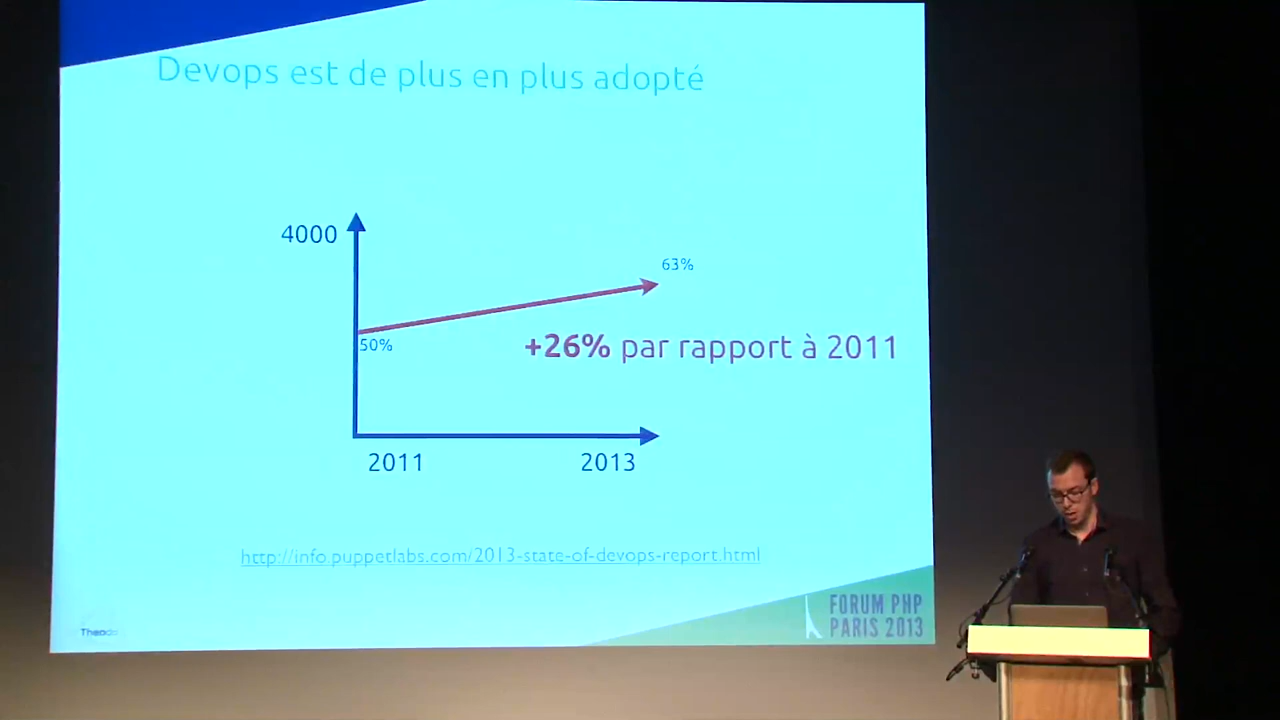 Devops est de plus en plus adopté
4000
63%
50%
+26% par rapport à 2011
2011
2013
http://info.puppetlabs.com/2013-state-of-devops-report.html
Theodo
FORUM PHP
PARIS 2013